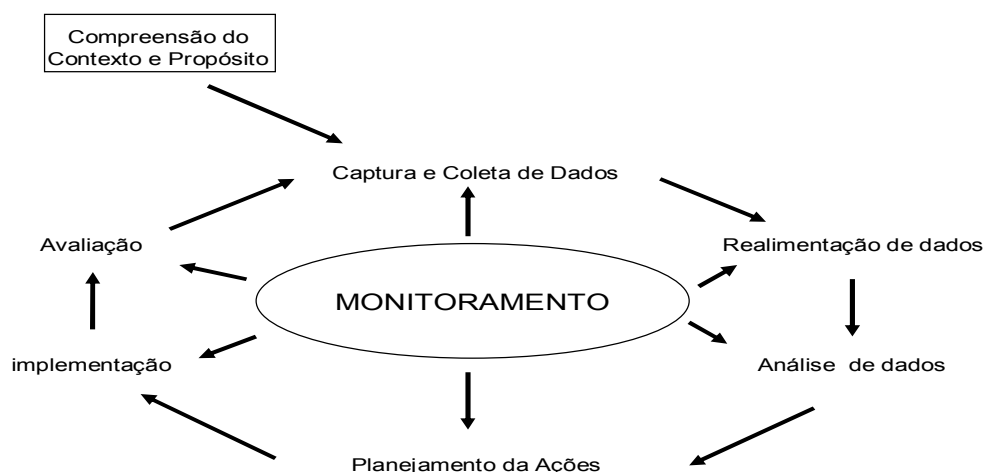 Compreensão do
Contexto e Propósito
Captura e Coleta de Dados
Avaliação
Realimentação de dados
MONITORAMENTO
implementação
Análise de dados
Planejamento da Ações